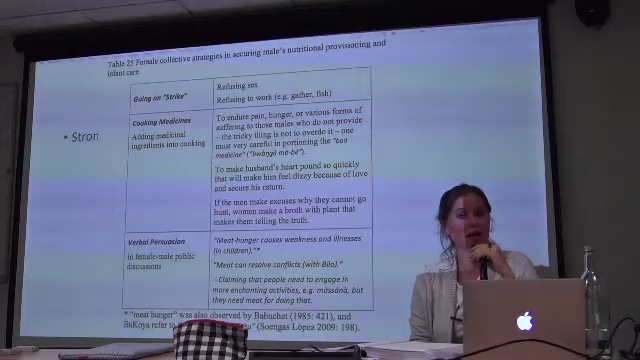 Table 25 Female collective strategies in securing male's nutritional provisioning and
infant care
• Stron
Going on "Strike"
Refusing sex
Refusing to work (e.g. gather, fish)
Cooking Medicines
Adding medicinal
ingredients into cooking
To endure pain, hunger, or various forms of
suffering to those males who do not provide
– the tricky thing is not to overdo it – one
must very careful in portioning the "bad
medicine"
To make husband's heart pound so quickly
that will make him feel dizzy because of love
and secure his return.
If the men make excuses why they cannot go
hunt, women make a broth with plant that
makes them telling the truth.
Verbal Persuasion
in female-male public
discussions
"Meat-hunger causes weakness and illnesses
(in children)."*
"Meat can resolve conflicts (with Bilo)."
– Claiming that people need to engage in
more enchanting activities, e.g. màssánà, but
they need meat for doing that.
* "meat hunger" was also observed by Bahuchet (1985: 421), and
BaKoya refer to (Soengas López 2009: 198).